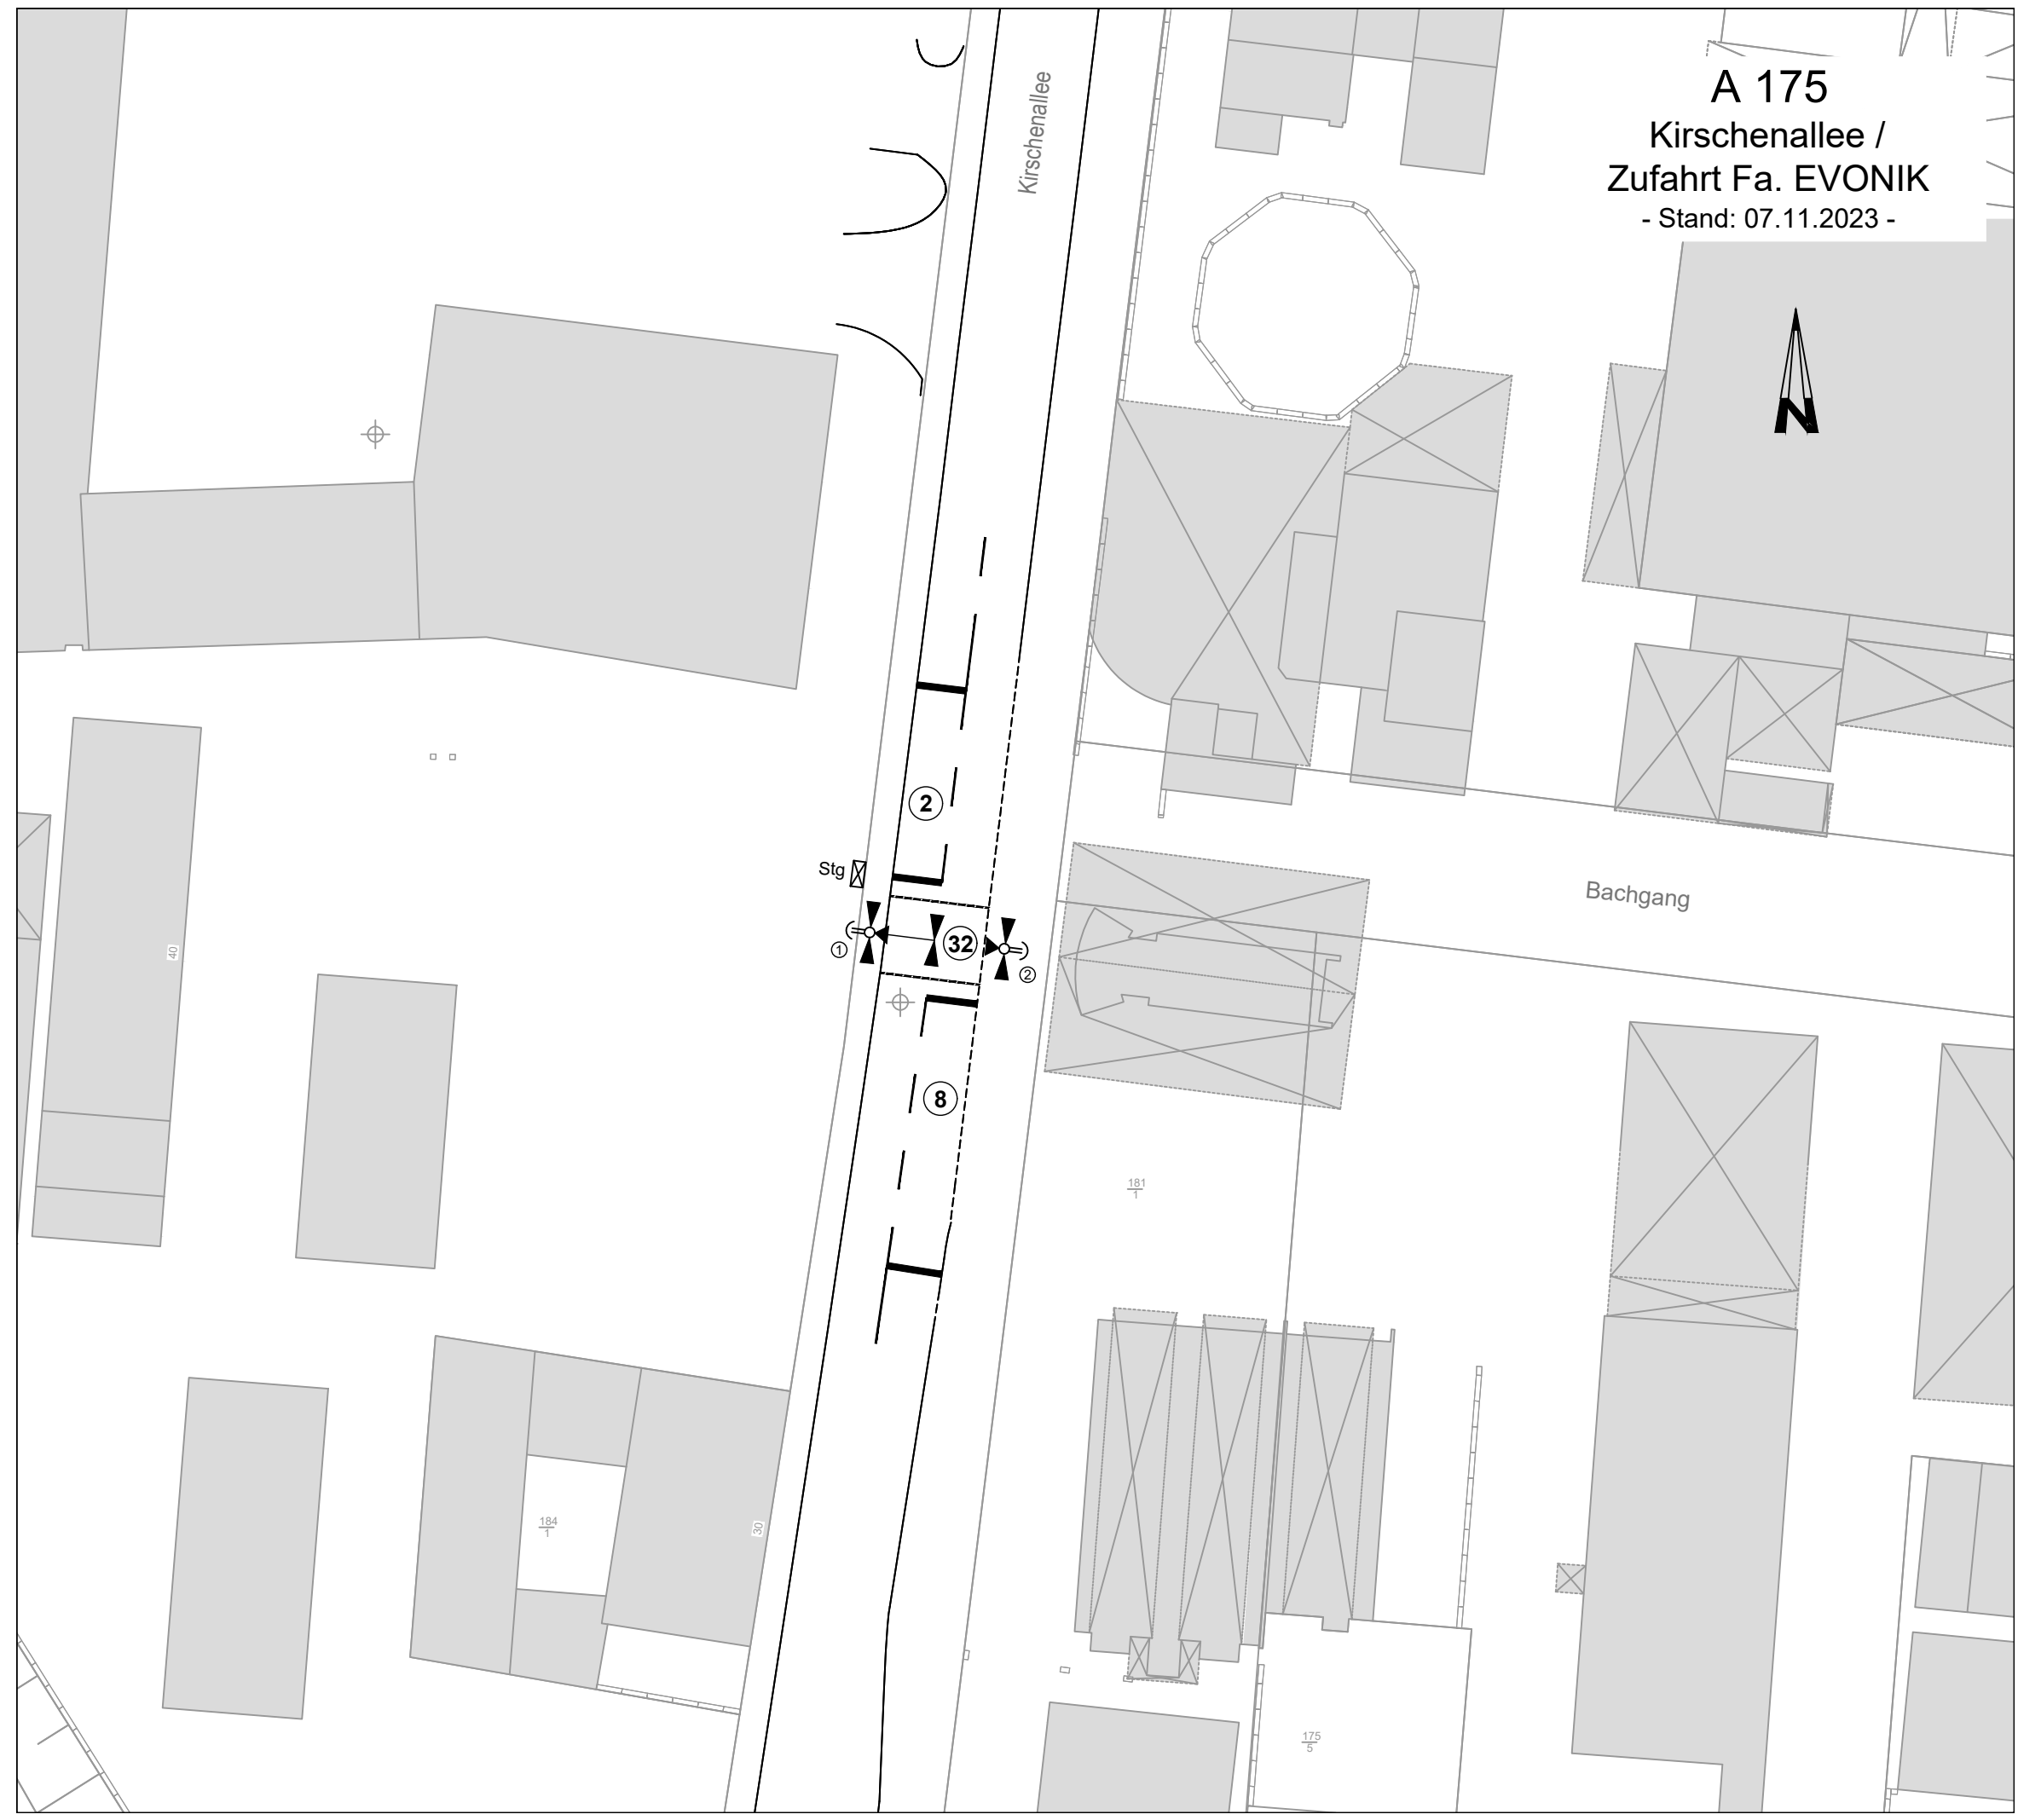 Kirschenallee
A 175
Kirschenallee /
Zufahrt Fa. EVONIK
- Stand: 07.11.2023 -
N
2
Stg
Bachgang
40
1
32
2
8
181
1
184
1
30
175
5